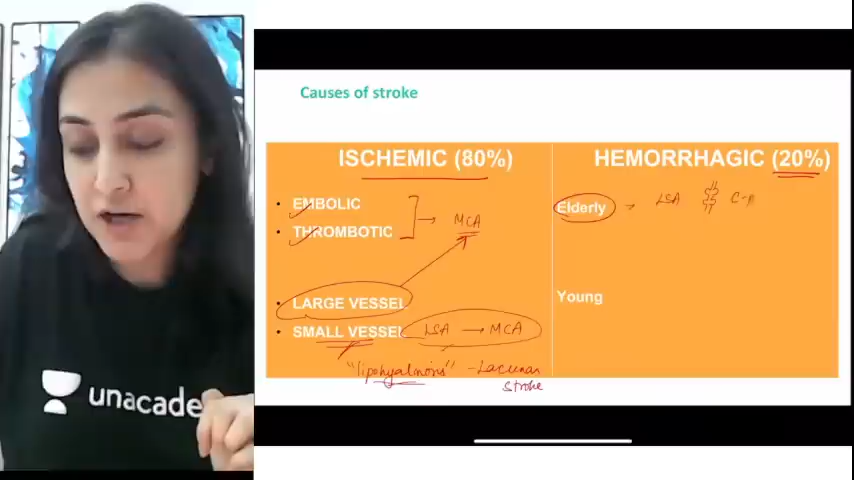 Causes of stroke
ISCHEMIC (80%)
HEMORRHAGIC (20%)
• EMBOLIC
• THROMBOTIC
→ MCA
• LARGE VESSEL
• SMALL VESSEL
LSA → MCA
"lipohyalinosis" - Lacunar
stroke
Elderly → LSA
Young
unacade